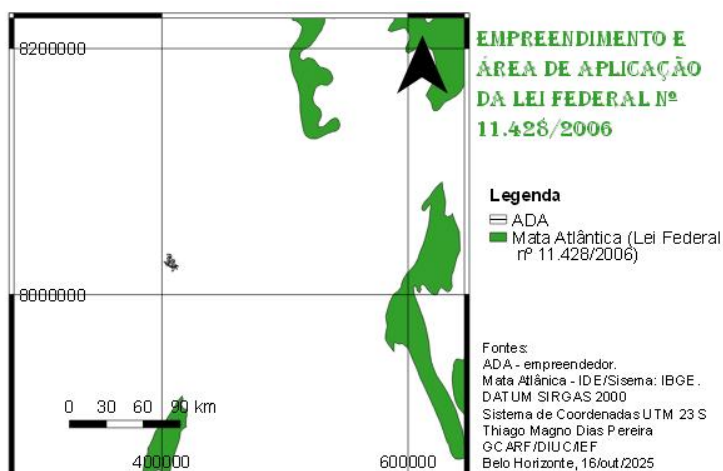 8200000
8000000
0 30 60 90 km
400000
600000
EMPREENDIMENTO E
ÁREA DE APLICAÇÃO
DA LEI FEDERAL Nº
11.428/2006
Legenda
ADA
Mata Atlântica (Lei Federal
nº 11.428/2006)
Fontes:
ADA - empreendedor.
Mata Atlânica - IDE/Sisema: IBGE.
DATUM SIRGAS 2000
Sistema de Coordenadas UTM 23 S
Thiago Magno Dias Pereira
GCARF/DIUC/IEF
Belo Horizonte, 16/out/2025